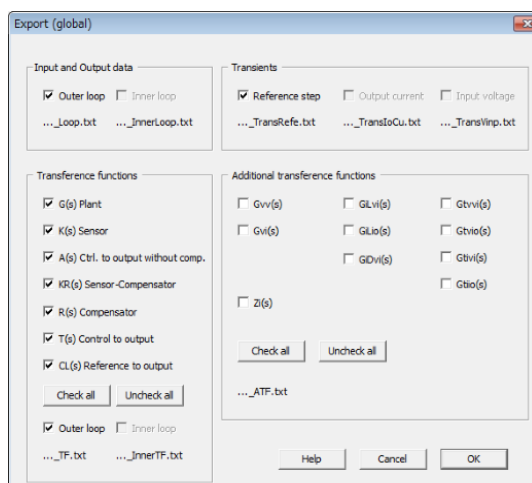 Export (global)
Input and Output data
Outer loop Inner loop
..._Loop.txt ..._InnerLoop.txt
Transients
Reference step Output current Input voltage
..._TransRefe.txt ..._TransIoCu.txt ..._TransVinp.txt
Transference functions
G(s) Plant
K(s) Sensor
A(s) Ctrl. to output without comp.
KR(s) Sensor-Compensator
R(s) Compensator
T(s) Control to output
CL(s) Reference to output
Check all Uncheck all
Outer loop Inner loop
..._TF.txt ..._InnerTF.txt
Additional transference functions
Gvv(s) GiLvi(s) Gtvvi(s)
Gvi(s) GiLio(s) Gtvio(s)
GiDvi(s) Gtivi(s)
Gtiio(s)
Zi(s)
Check all Uncheck all
..._ATF.txt
Help Cancel OK